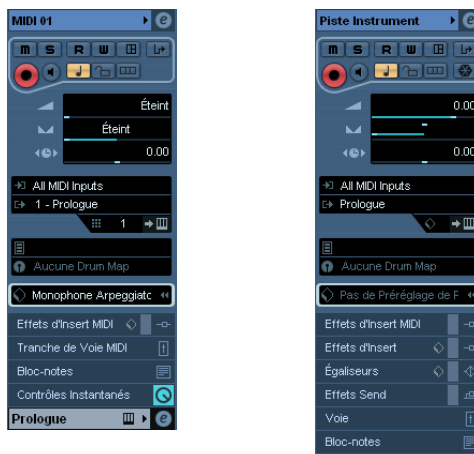 MIDI 01
e
m S R W
Éteint
Éteint
0.00
All MIDI Inputs
1 - Prologue
1
Aucune Drum Map
Monophone Arpeggiatc
Effets d'Insert MIDI
Tranche de Voie MIDI
Bloc-notes
Contrôles Instantanés
Prologue
e
Piste Instrument
e
m S R W
0.00
0.00
All MIDI Inputs
Prologue
Aucune Drum Map
Pas de Préréglage de F
Effets d'Insert MIDI
Effets d'Insert
Égaliseurs
Effets Send
Voie
Bloc-notes